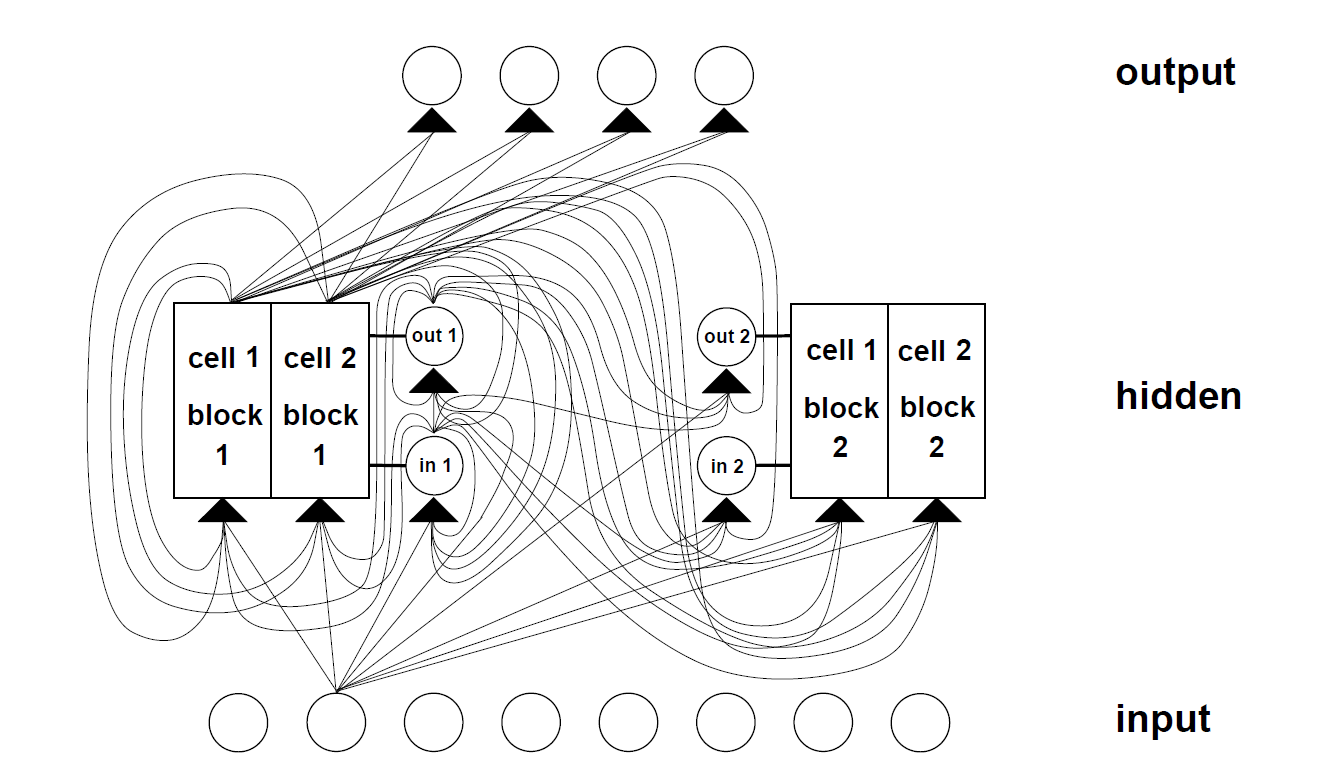 output
out 1
out 2
cell 1
block
1
cell 2
block
1
cell 1
block
2
cell 2
block
2
hidden
in 1
in 2
input